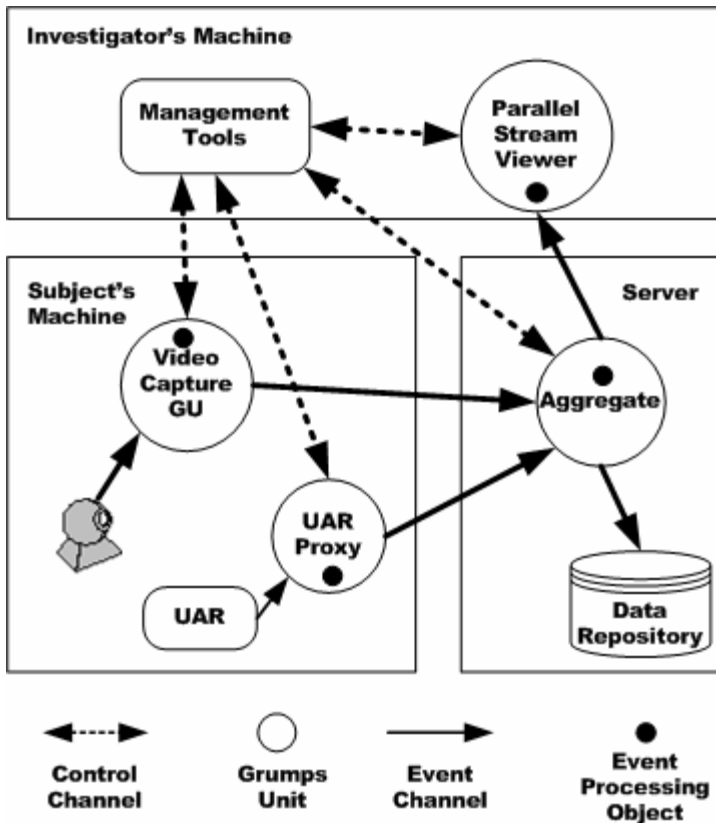 Investigator's Machine
Management
Tools
Parallel
Stream
Viewer
Subject's
Machine
Server
Video
Capture
GU
Aggregate
UAR
Proxy
UAR
Data
Repository
Control
Channel
Grumps
Unit
Event
Channel
Event
Processing
Object